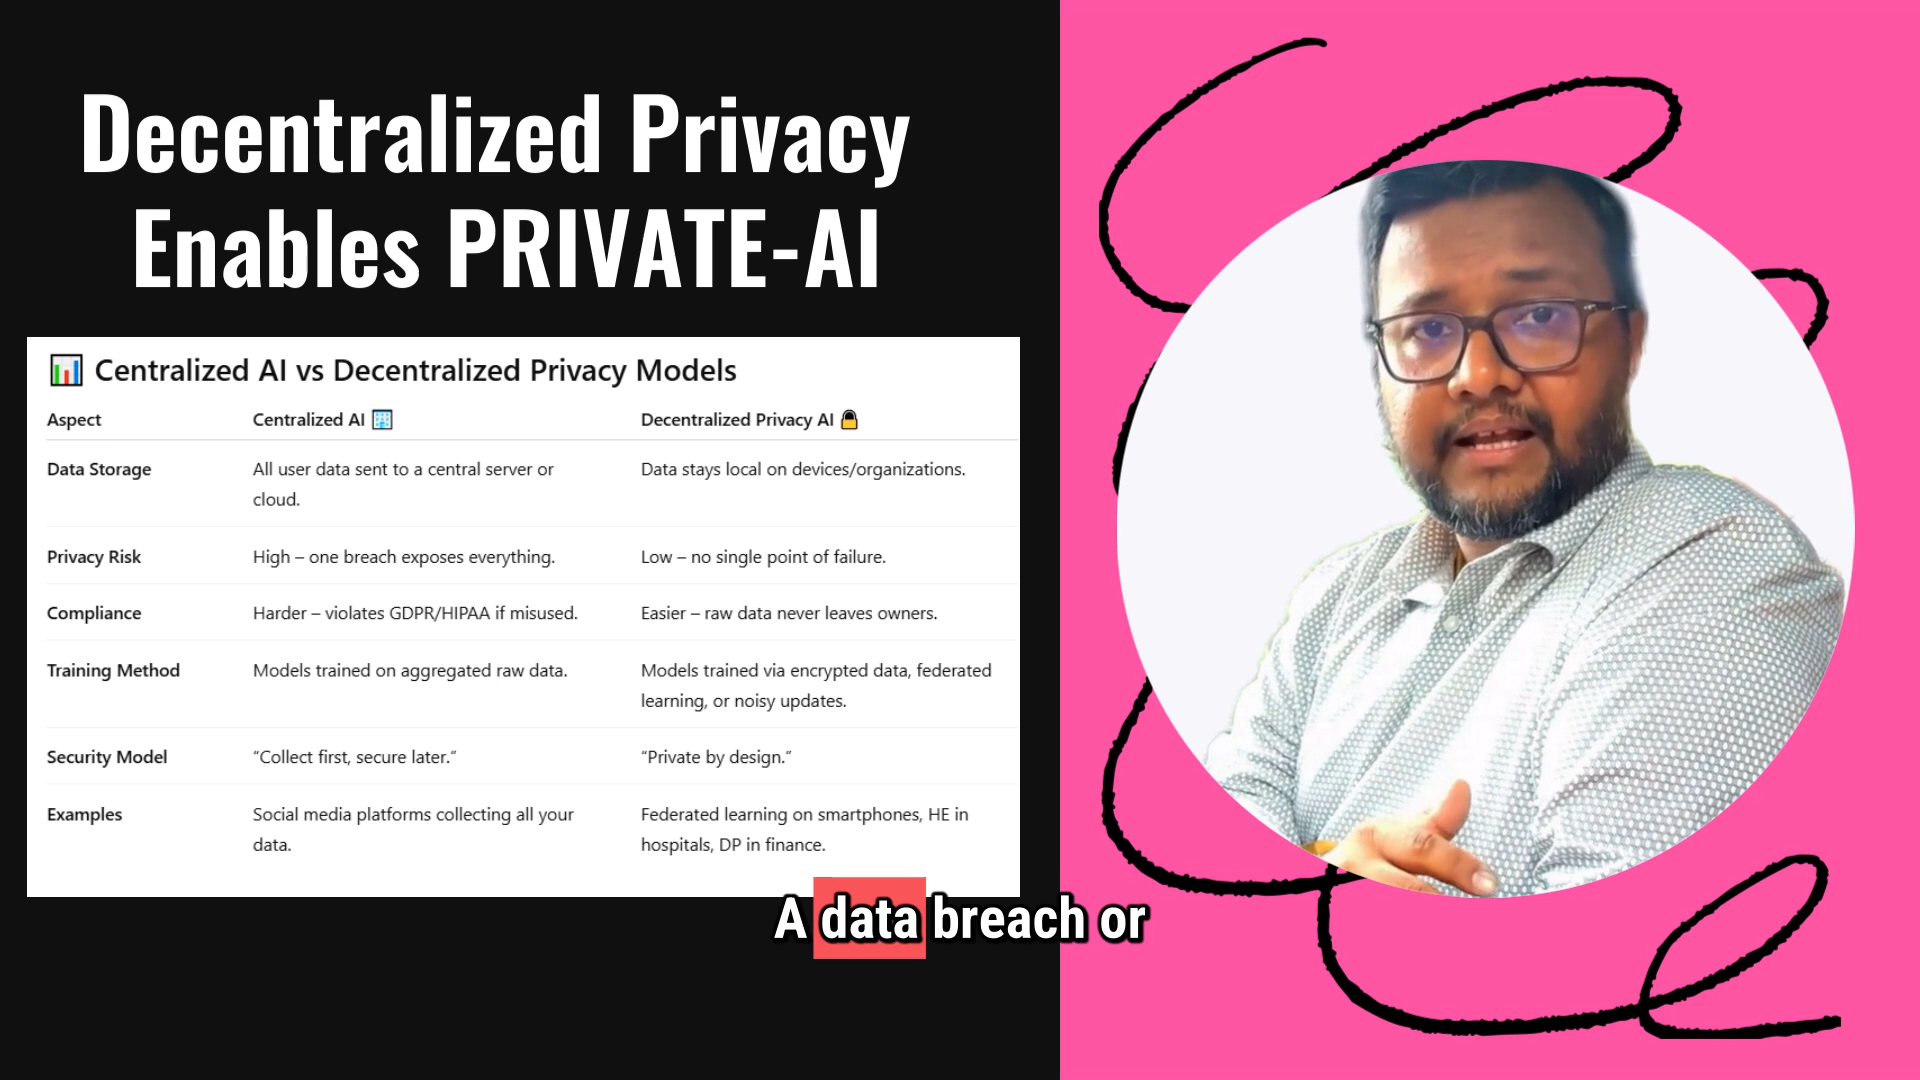 Decentralized Privacy
Enables PRIVATE-AI
Centralized AI vs Decentralized Privacy Models
Aspect Centralized AI Decentralized Privacy AI
Data Storage All user data sent to a central server or cloud. Data stays local on devices/organizations.
Privacy Risk High – one breach exposes everything. Low – no single point of failure.
Compliance Harder – violates GDPR/HIPAA if misused. Easier – raw data never leaves owners.
Training Method Models trained on aggregated raw data. Models trained via encrypted data, federated learning, or noisy updates.
Security Model “Collect first, secure later.” “Private by design.”
Examples Social media platforms collecting all your data. Federated learning on smartphones, HE in hospitals, DP in finance.
A data breach or